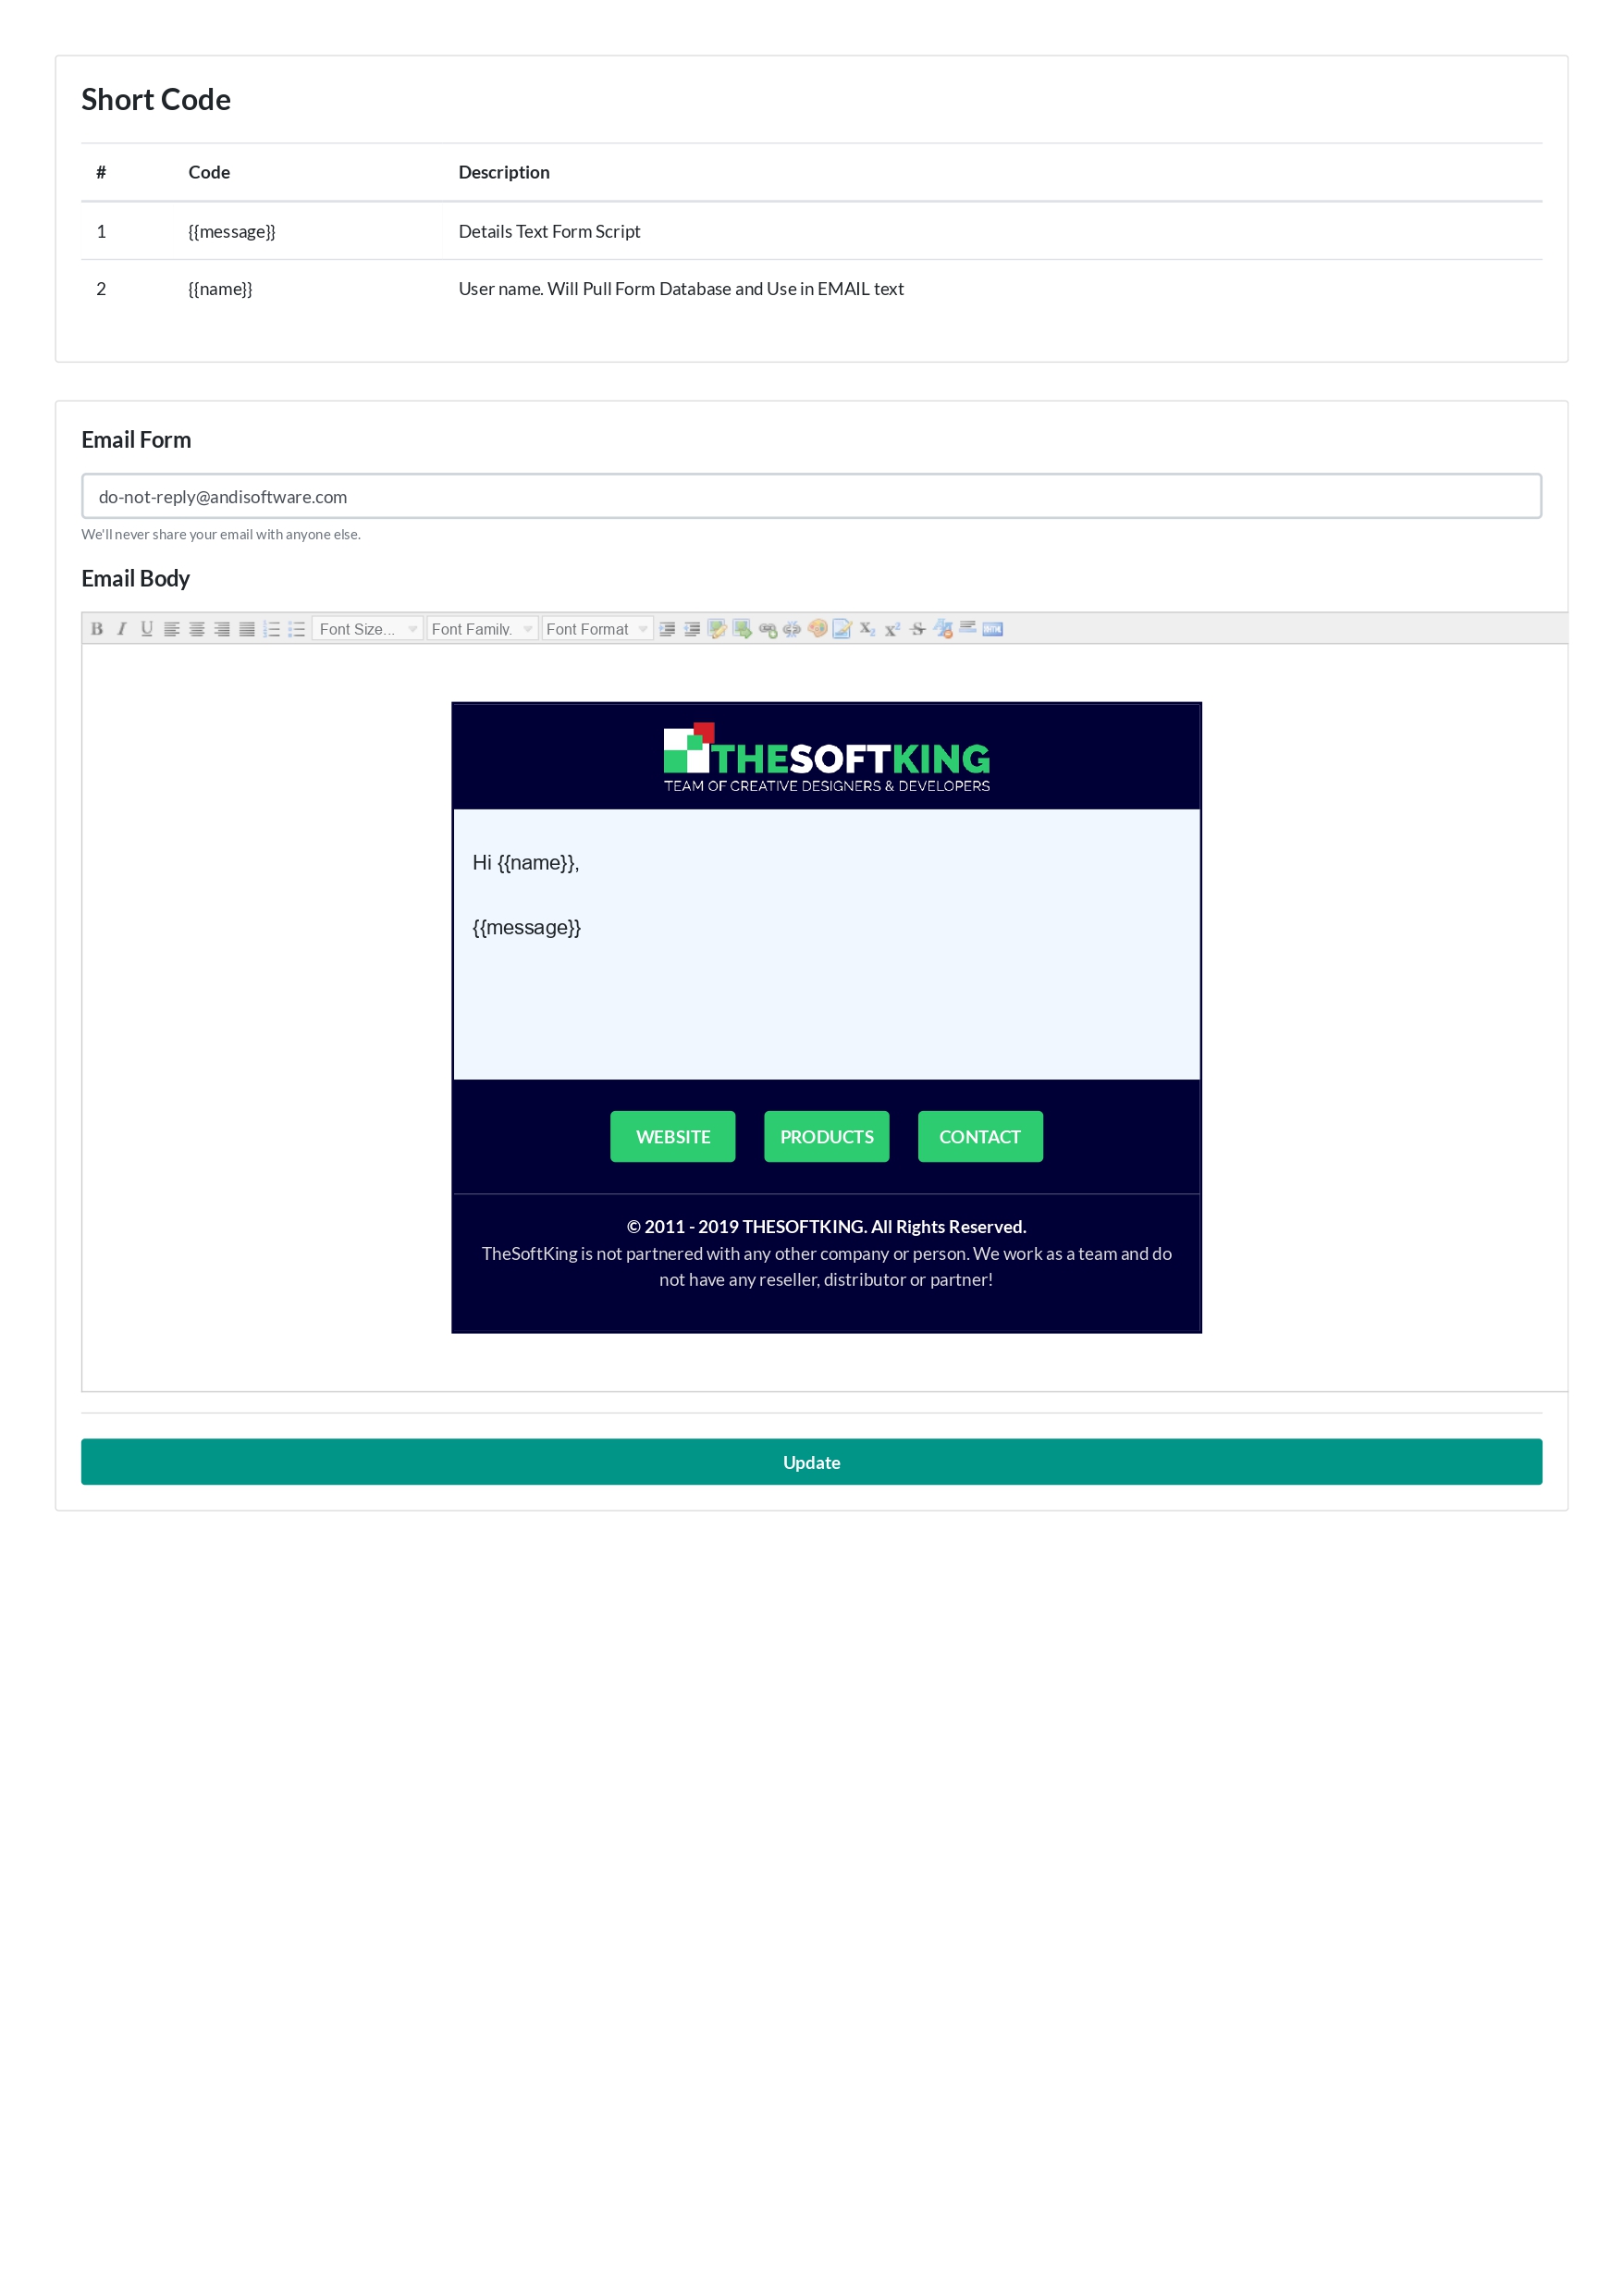 Short Code
# Code Description
1 {{message}} Details Text Form Script
2 {{name}} User name. Will Pull Form Database and Use in EMAIL text
Email Form
do-not-reply@andisoftware.com
We'll never share your email with anyone else.
Email Body
B I U Font Size... Font Family. Font Format X₂ X² S
THESOFTKING
TEAM OF CREATIVE DESIGNERS & DEVELOPERS
Hi {{name}},
{{message}}
WEBSITE PRODUCTS CONTACT
© 2011 - 2019 THESOFTKING. All Rights Reserved.
TheSoftKing is not partnered with any other company or person. We work as a team and do
not have any reseller, distributor or partner!
Update